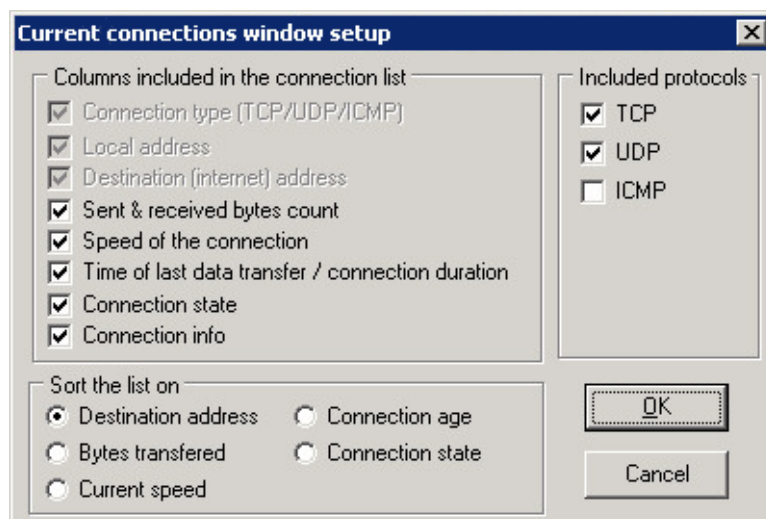 Current connections window setup
Columns included in the connection list
Connection type (TCP/UDP/ICMP)
Local address
Destination (internet) address
Sent & received bytes count
Speed of the connection
Time of last data transfer / connection duration
Connection state
Connection info
Included protocols
TCP
UDP
ICMP
Sort the list on
Destination address
Connection age
Bytes transfered
Connection state
Current speed
OK
Cancel